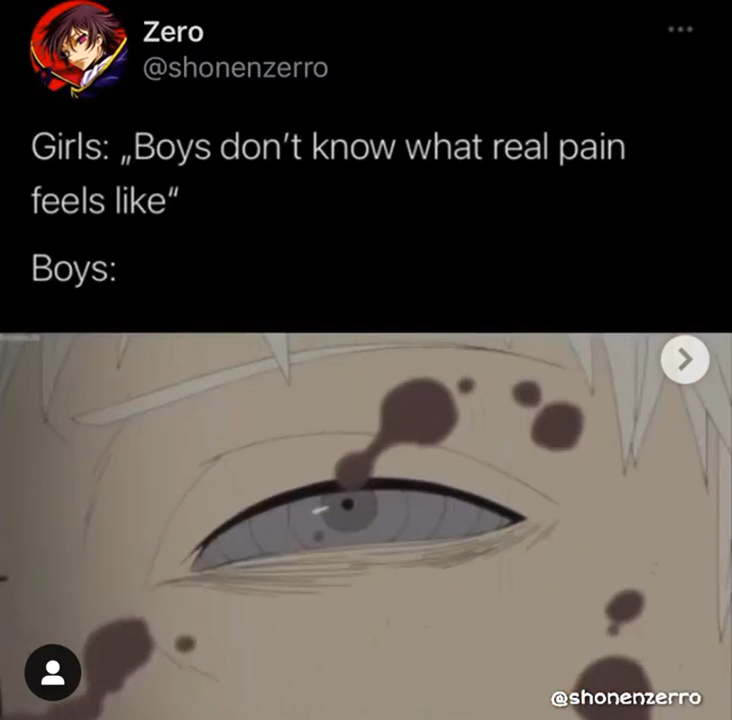 Zero
@shonenzerro
Girls: „Boys don’t know what real pain
feels like“
Boys:
@shonenzerro